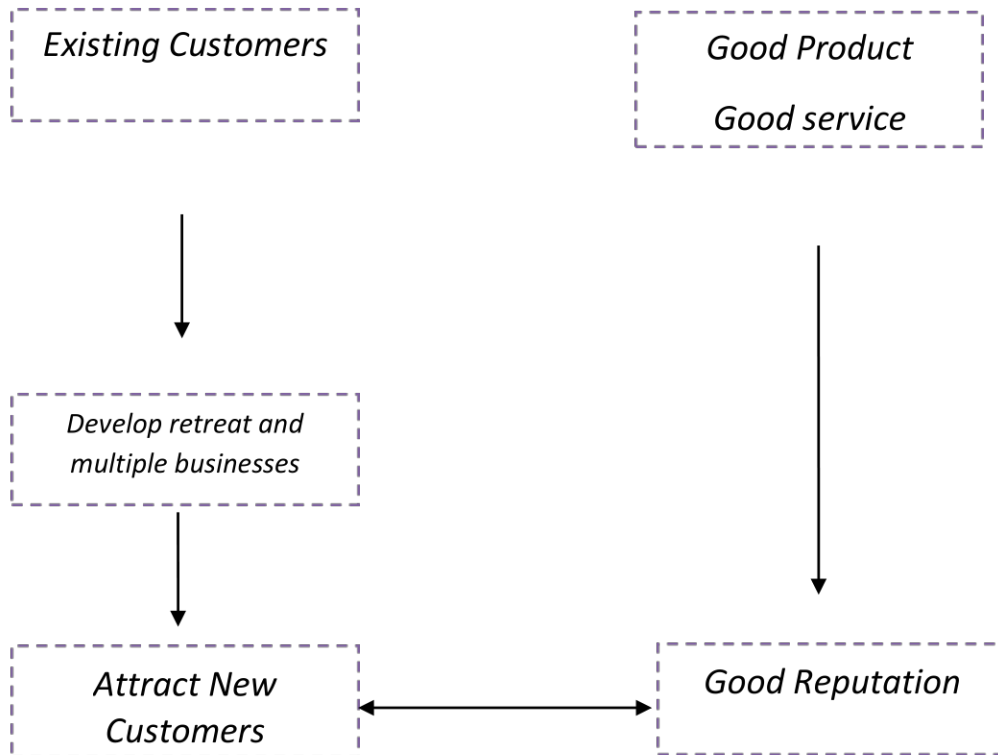 Existing Customers
Good Product
Good service
Develop retreat and
multiple businesses
Attract New
Customers
Good Reputation